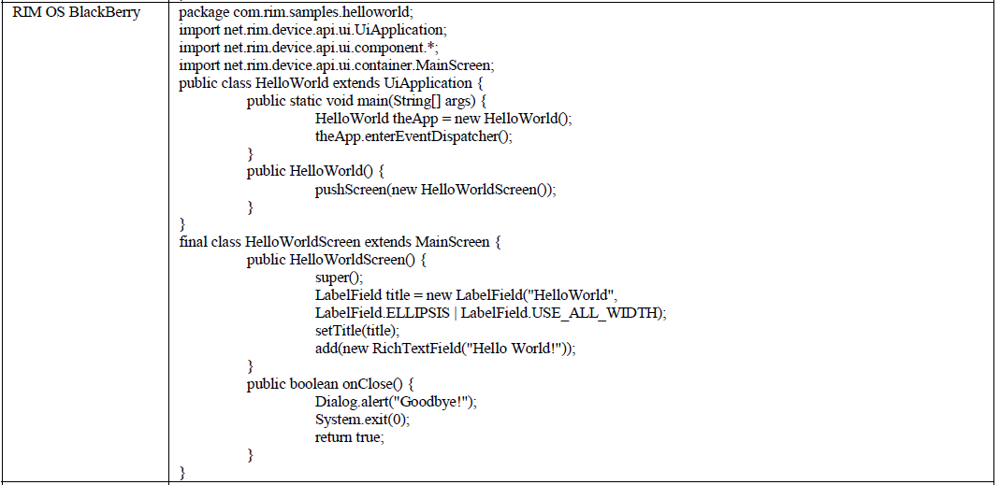 RIM OS BlackBerry
package com.rim.samples.helloworld;
import net.rim.device.api.ui.UiApplication;
import net.rim.device.api.ui.component.*;
import net.rim.device.api.ui.container.MainScreen;
public class HelloWorld extends UiApplication {
public static void main(String[] args) {
HelloWorld theApp = new HelloWorld();
theApp.enterEventDispatcher();
}
public HelloWorld() {
pushScreen(new HelloWorldScreen());
}
}
final class HelloWorldScreen extends MainScreen {
public HelloWorldScreen() {
super();
LabelField title = new LabelField("HelloWorld",
LabelField.ELLIPSIS | LabelField.USE_ALL_WIDTH);
setTitle(title);
add(new RichTextField("Hello World!"));
}
public boolean onClose() {
Dialog.alert("Goodbye!");
System.exit(0);
return true;
}
}